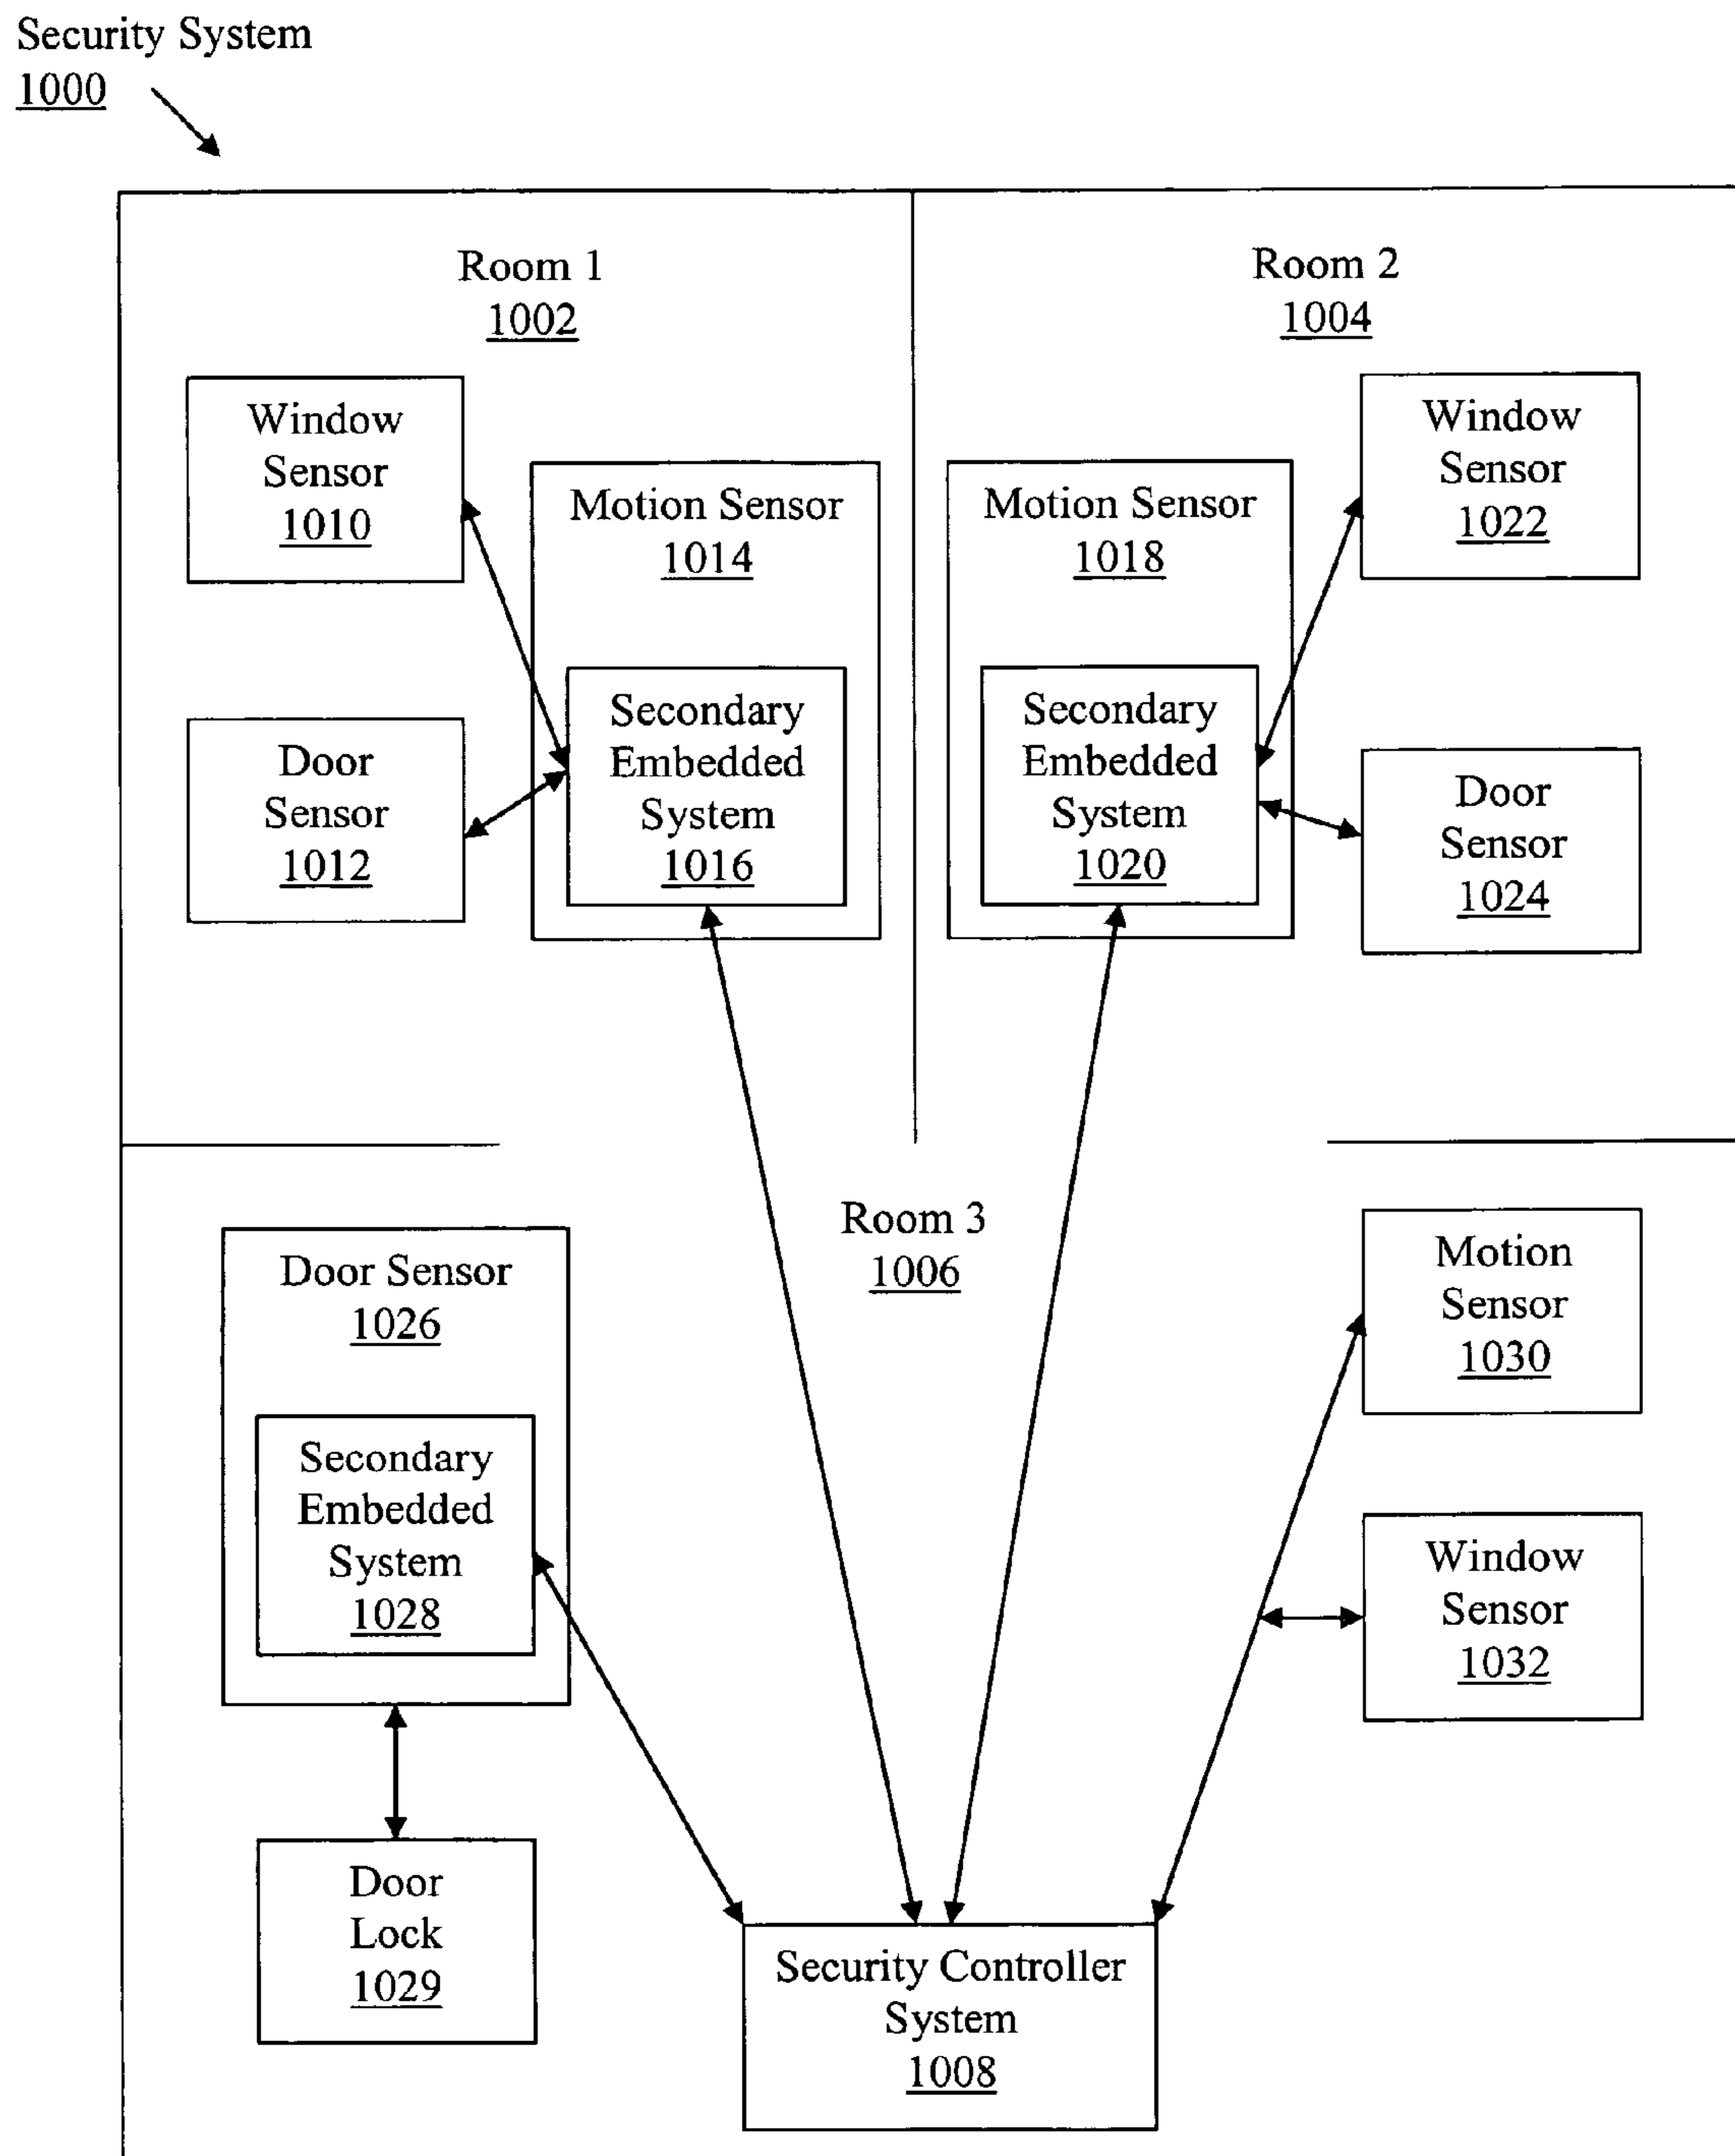 Security System
1000
Room 1
1002
Room 2
1004
Window
Sensor
1010
Motion Sensor
1014
Door
Sensor
1012
Secondary
Embedded
System
1016
Motion Sensor
1018
Secondary
Embedded
System
1020
Window
Sensor
1022
Door
Sensor
1024
Room 3
1006
Door Sensor
1026
Secondary
Embedded
System
1028
Door
Lock
1029
Motion
Sensor
1030
Window
Sensor
1032
Security Controller
System
1008